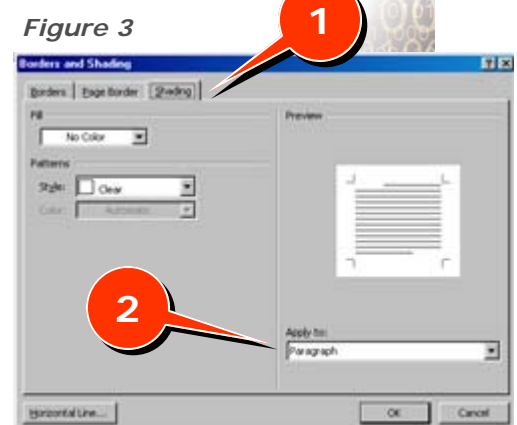 Figure 3
1
Borders and Shading
Borders Page Border Shading
Fill
No Color
Preview
Patterns
Style: Clear
Color: Automatic
2
Apply to:
Paragraph
Horizontal Line...
OK Cancel